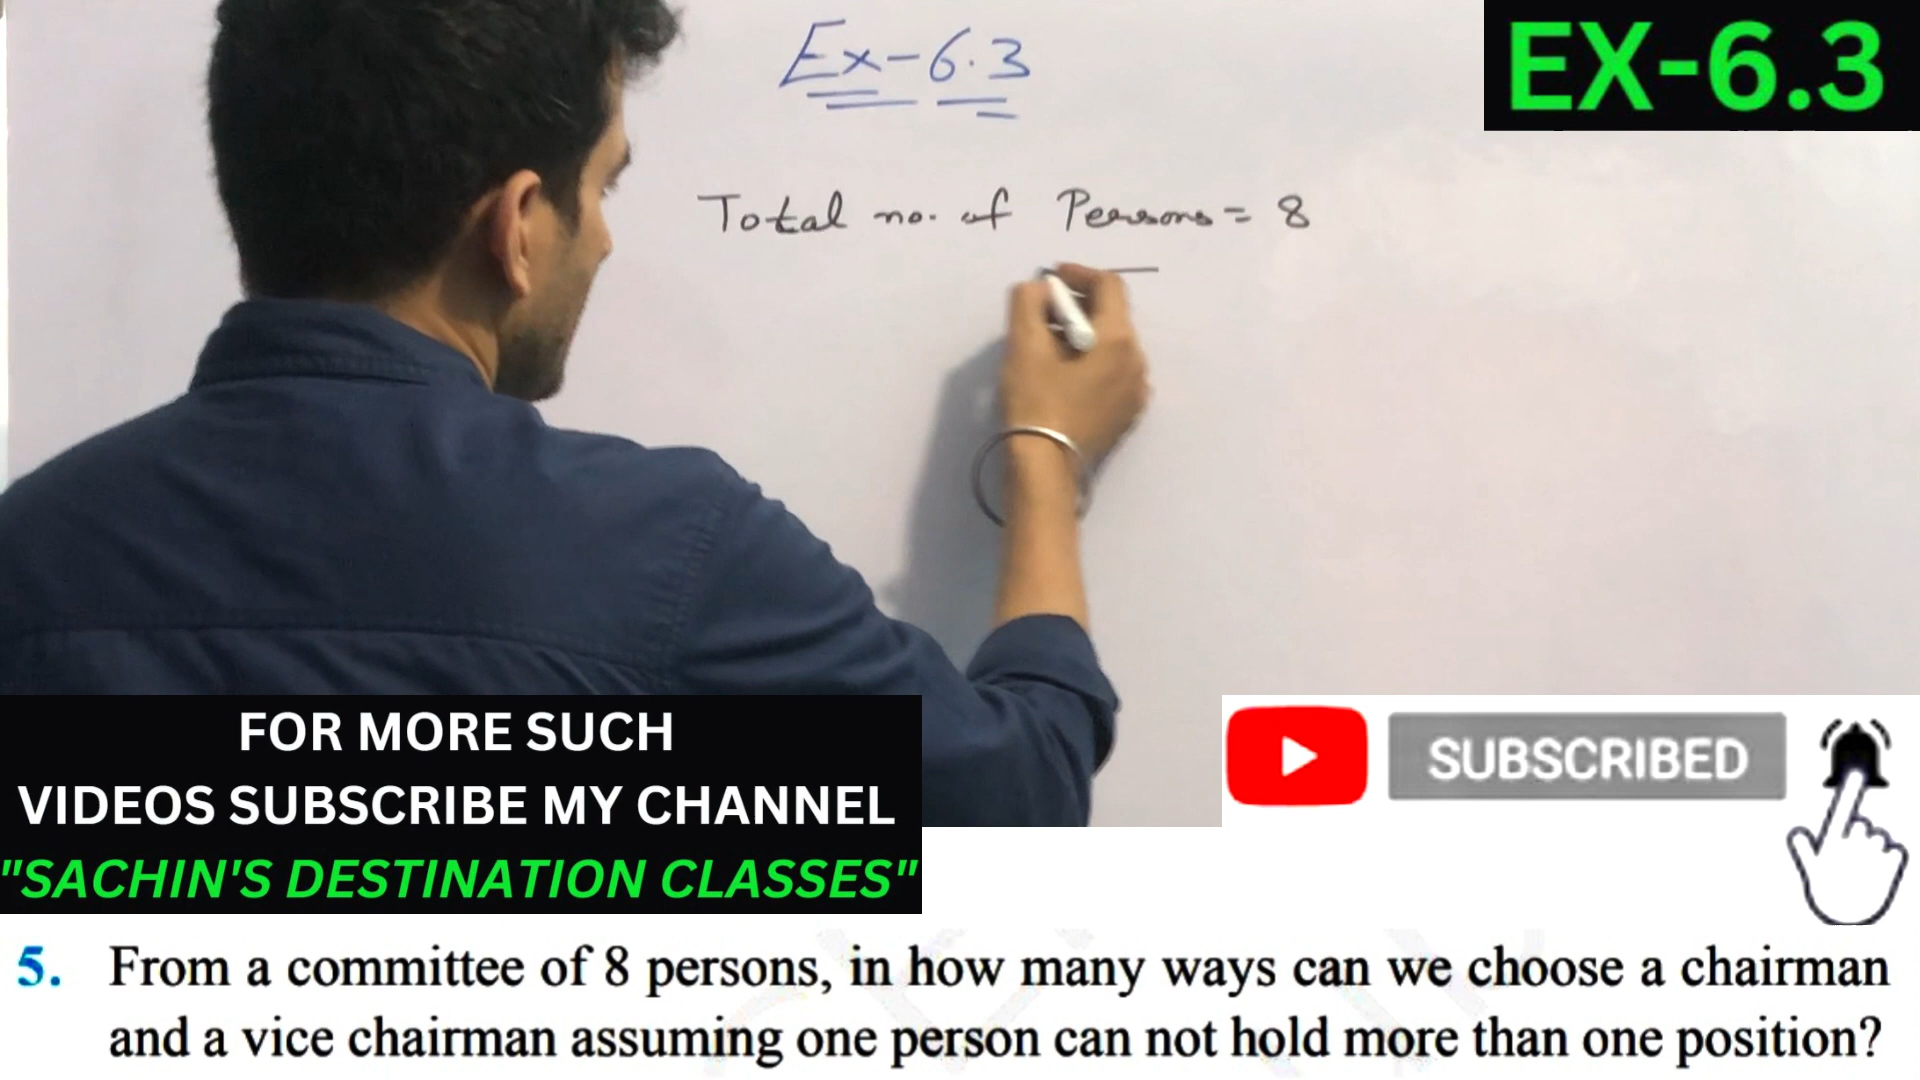 Ex-6.3
EX-6.3
Total no. of Persons = 8
FOR MORE SUCH
VIDEOS SUBSCRIBE MY CHANNEL
"SACHIN'S DESTINATION CLASSES"
SUBSCRIBED
5. From a committee of 8 persons, in how many ways can we choose a chairman
and a vice chairman assuming one person can not hold more than one position?